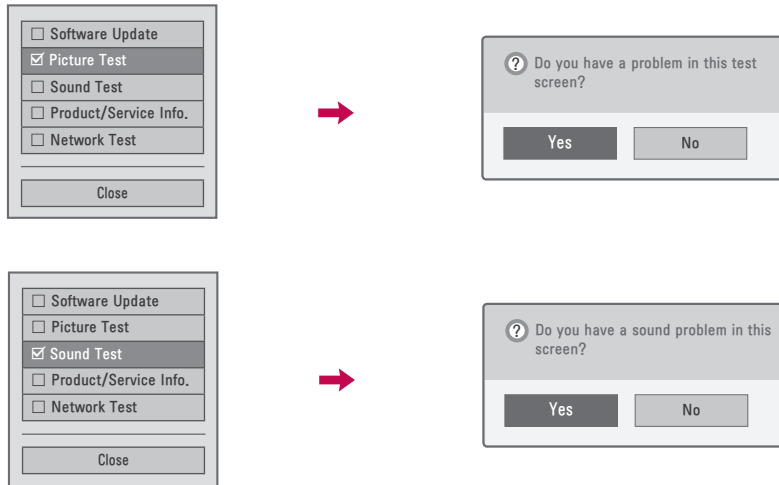 Software Update
Picture Test
Sound Test
Product/Service Info.
Network Test
Close
Do you have a problem in this test
screen?
Yes No
Software Update
Picture Test
Sound Test
Product/Service Info.
Network Test
Close
Do you have a sound problem in this
screen?
Yes No